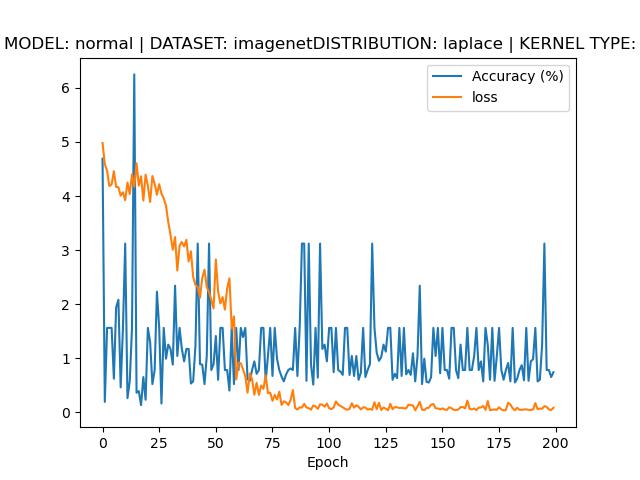 MODEL: normal | DATASET: imagenetDISTRIBUTION: laplace | KERNEL TYPE:
Accuracy (%)
loss
6
5
4
3
2
1
0
0 25 50 75 100 125 150 175 200
Epoch